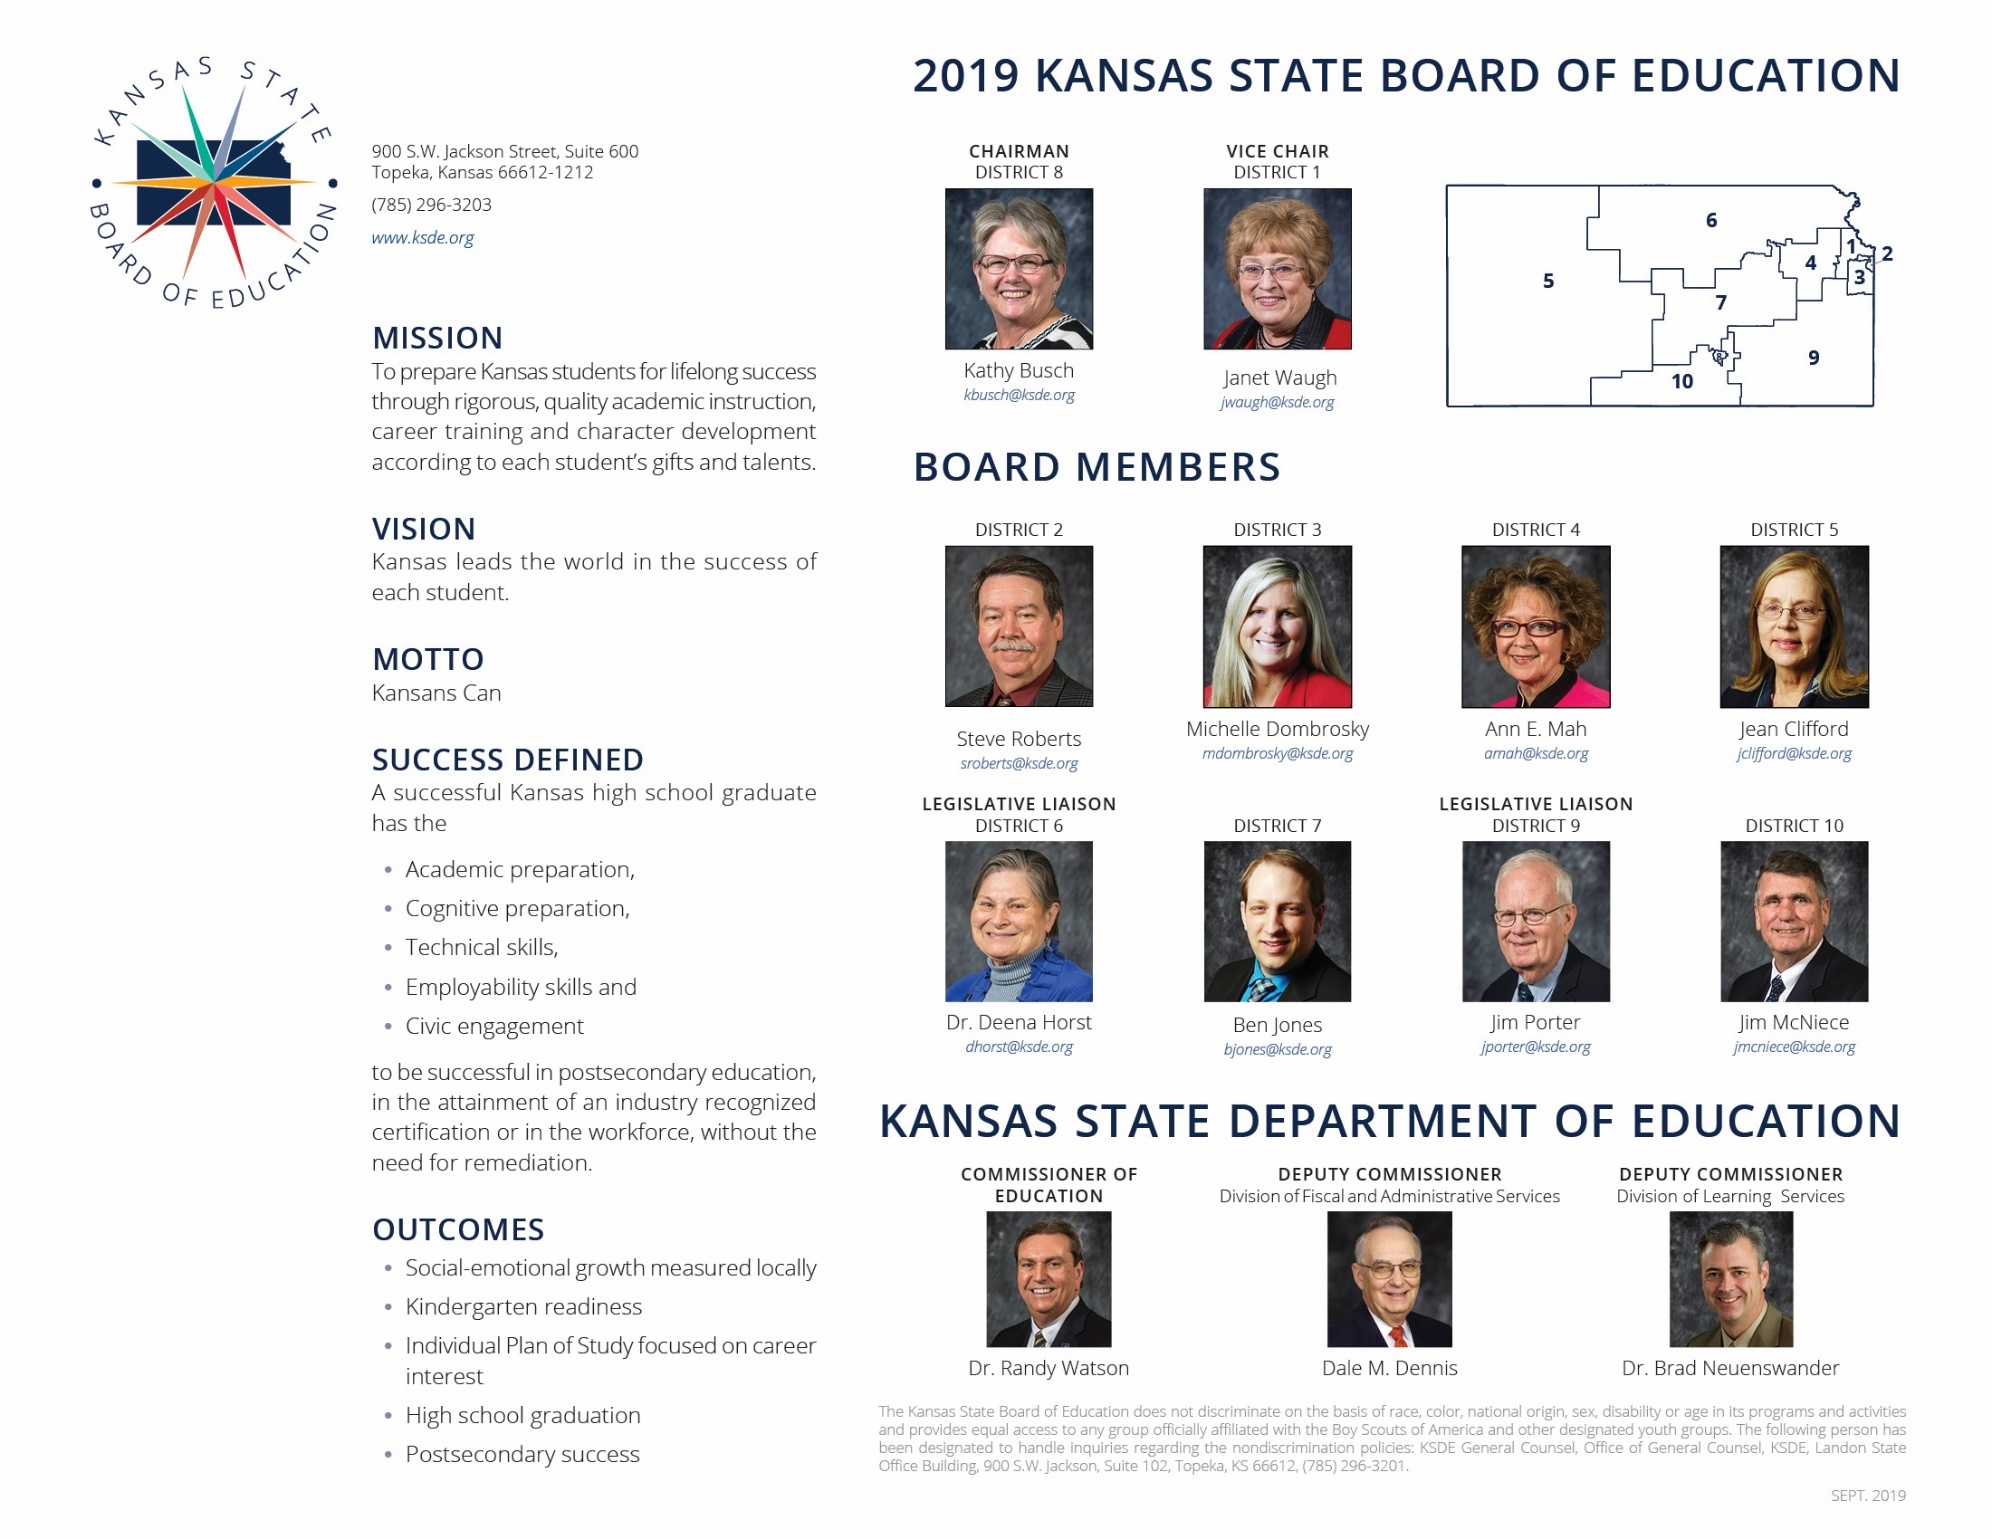 KANSAS STATE
BOARD OF EDUCATION
900 S.W. Jackson Street, Suite 600
Topeka, Kansas 66612-1212
(785) 296-3203
www.ksde.org
MISSION
To prepare Kansas students for lifelong success
through rigorous, quality academic instruction,
career training and character development
according to each student’s gifts and talents.
VISION
Kansas leads the world in the success of
each student.
MOTTO
Kansans Can
SUCCESS DEFINED
A successful Kansas high school graduate
has the
• Academic preparation,
• Cognitive preparation,
• Technical skills,
• Employability skills and
• Civic engagement
to be successful in postsecondary education,
in the attainment of an industry recognized
certification or in the workforce, without the
need for remediation.
OUTCOMES
• Social-emotional growth measured locally
• Kindergarten readiness
• Individual Plan of Study focused on career
interest
• High school graduation
• Postsecondary success
2019 KANSAS STATE BOARD OF EDUCATION
CHAIRMAN
DISTRICT 8
Kathy Busch
kbusch@ksde.org
VICE CHAIR
DISTRICT 1
Janet Waugh
jwaugh@ksde.org
6
1
2
4
3
5
7
8
9
10
BOARD MEMBERS
DISTRICT 2
Steve Roberts
sroberts@ksde.org
DISTRICT 3
Michelle Dombrosky
mdombrosky@ksde.org
DISTRICT 4
Ann E. Mah
amah@ksde.org
DISTRICT 5
Jean Clifford
jclifford@ksde.org
LEGISLATIVE LIAISON
DISTRICT 6
Dr. Deena Horst
dhorst@ksde.org
DISTRICT 7
Ben Jones
bjones@ksde.org
LEGISLATIVE LIAISON
DISTRICT 9
Jim Porter
jporter@ksde.org
DISTRICT 10
Jim McNiece
jmcniece@ksde.org
KANSAS STATE DEPARTMENT OF EDUCATION
COMMISSIONER OF
EDUCATION
Dr. Randy Watson
DEPUTY COMMISSIONER
Division of Fiscal and Administrative Services
Dale M. Dennis
DEPUTY COMMISSIONER
Division of Learning Services
Dr. Brad Neuenswander
The Kansas State Board of Education does not discriminate on the basis of race, color, national origin, sex, disability or age in its programs and activities
and provides equal access to any group officially affiliated with the Boy Scouts of America and other designated youth groups. The following person has
been designated to handle inquiries regarding the nondiscrimination policies: KSDE General Counsel, Office of General Counsel, KSDE, Landon State
Office Building, 900 S.W. Jackson, Suite 102, Topeka, KS 66612, (785) 296-3201.
SEPT. 2019